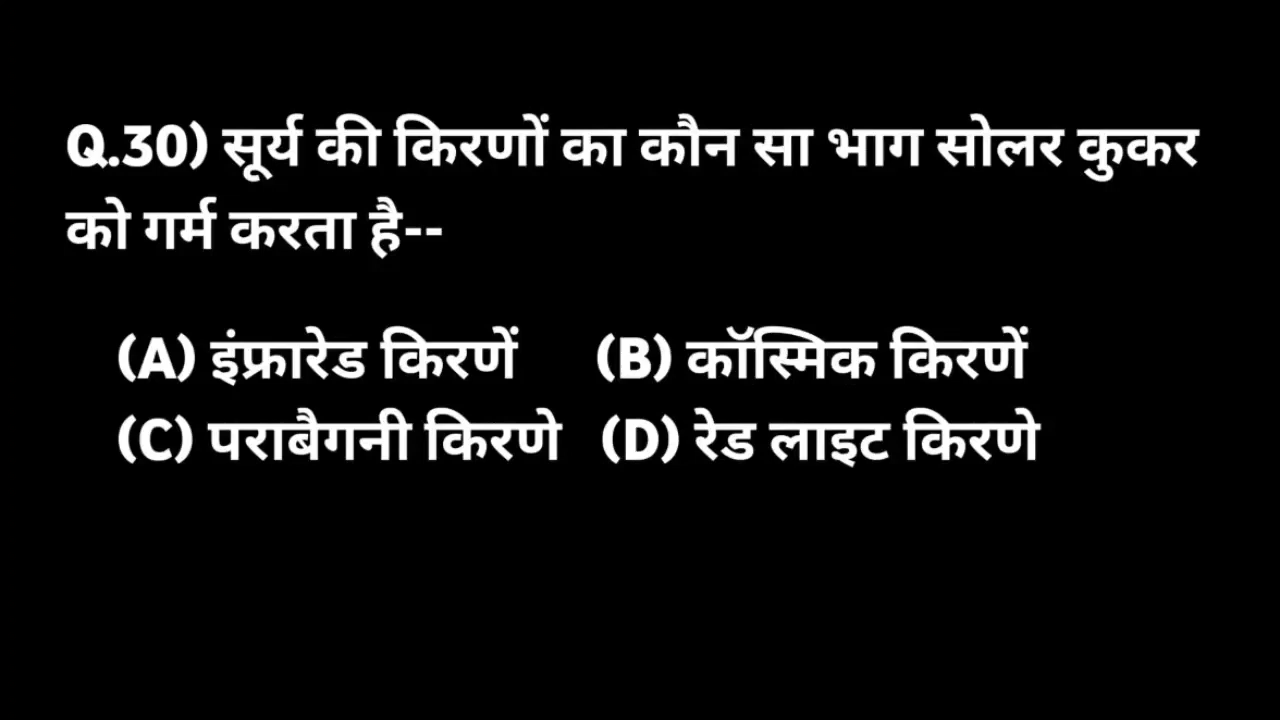 Q.30) सूर्य की किरणों का कौन सा भाग सोलर कुकर
को गर्म करता है--
(A) इंफ्रारेड किरणें (B) कॉस्मिक किरणें
(C) पराबैगनी किरणे (D) रेड लाइट किरणे